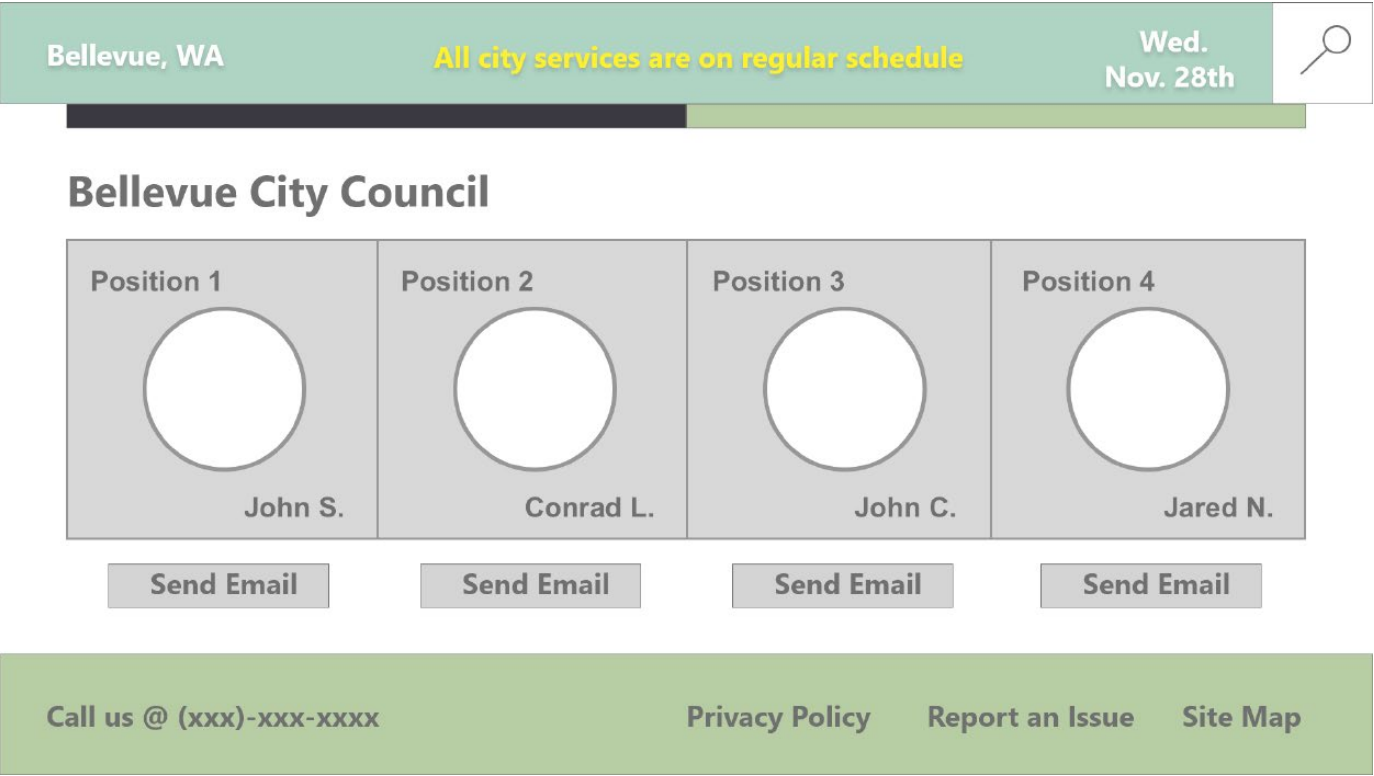 Bellevue, WA
All city services are on regular schedule
Wed.
Nov. 28th
Bellevue City Council
Position 1
Position 2
Position 3
Position 4
John S.
Conrad L.
John C.
Jared N.
Send Email
Send Email
Send Email
Send Email
Call us @ (xxx)-xxx-xxxx
Privacy Policy
Report an Issue
Site Map